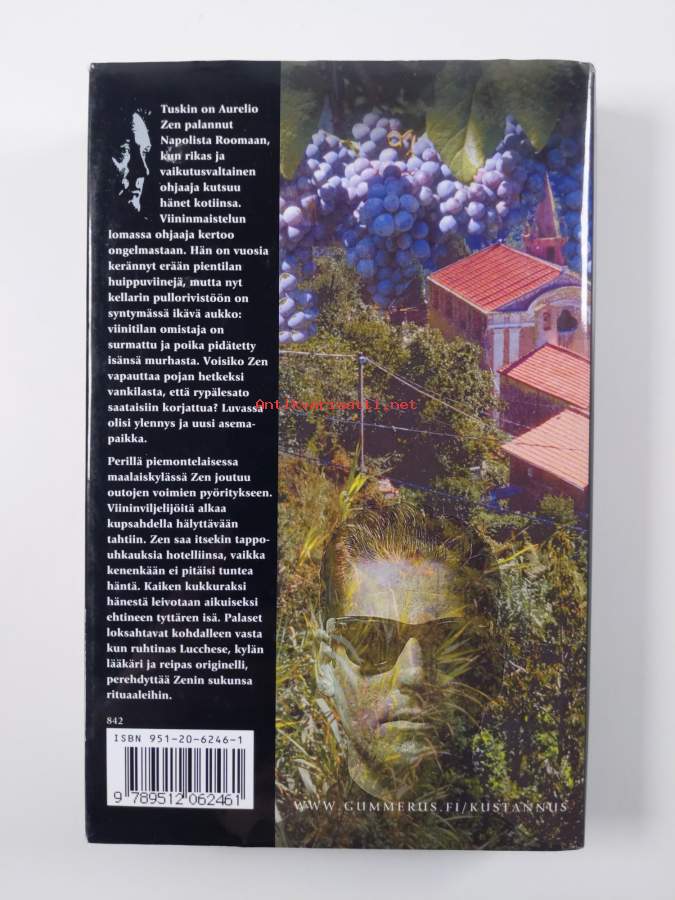 Tuskin on Aurelio
Zen palannut
Napolista Roomaan,
kun rikas ja
vaikutusvaltainen
ohjaaja kutsuu
hänet kotiinsa.
Viininmaistelun
lomassa ohjaaja kertoo
ongelmastaan. Hän on vuosia
kerännyt erään pientilan
huippuviinejä, mutta nyt
kellarin pullorivistöön on
syntymässä ikävä aukko:
viinitilan omistaja on
surmattu ja poika pidätetty
isänsä murhasta. Voisiko Zen
vapauttaa pojan hetkeksi
vankilasta, että rypälesato
saataisiin korjattua? Luvassa
olisi ylennys ja uusi asema-
paikka.
Perillä piemontelaisessa
maalaiskylässä Zen joutuu
outojen voimien pyöritykseen.
Viininviljelijöitä alkaa
kupsahdella hälyttävään
tahtiin. Zen saa itsekin tappo-
uhkauksia hotelliinsa, vaikka
kenenkään ei pitäisi tuntea
häntä. Kaiken kukkuraksi
hänestä leivotaan aikuiseksi
ehtineen tyttären isä. Palaset
loksahtavat kohdalleen vasta
kun ruhtinas Lucchese, kylän
lääkäri ja reipas originelli,
perehdyttää Zenin sukunsa
rituaaleihin.
842
ISBN 951-20-6246-1
9 789512 062461
WWW.GUMMERUS.FI/KUSTANNUS
Antikvariaatit.net